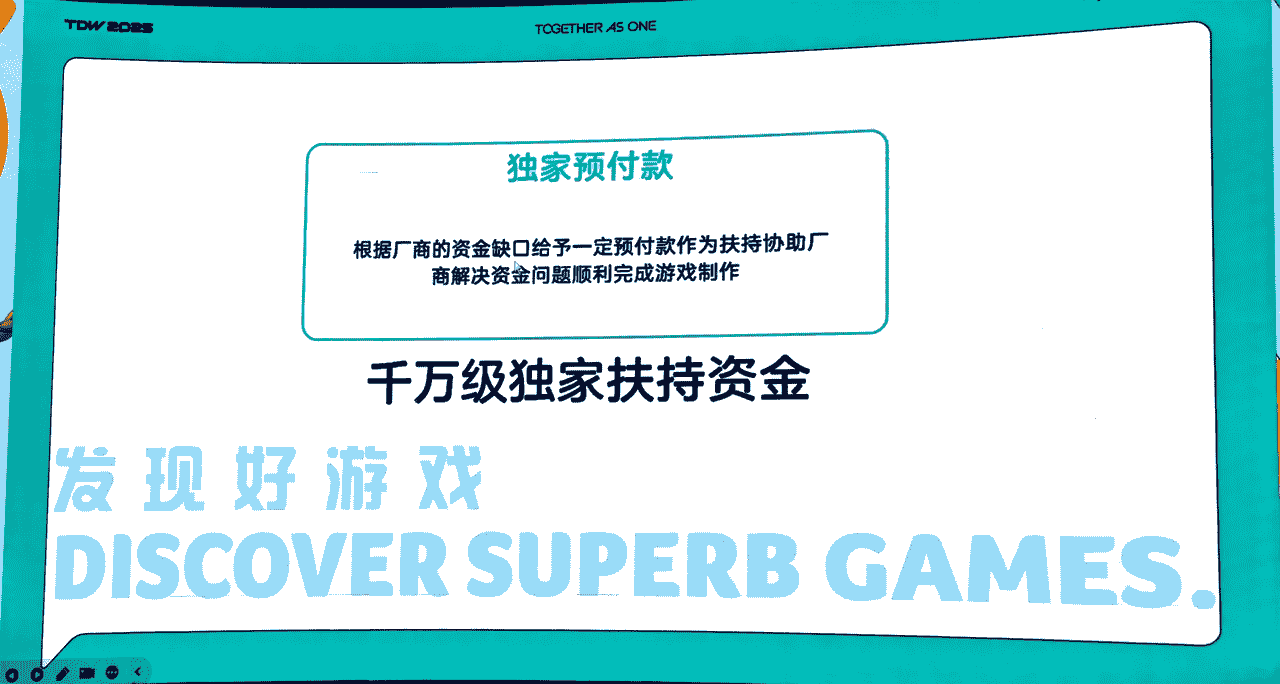 TDW 2025
TOGETHER AS ONE
独家预付款
根据厂商的资金缺口给予一定预付款作为扶持协助厂
商解决资金问题顺利完成游戏制作
千万级独家扶持资金
发现好游戏
DISCOVER SUPERB GAMES.